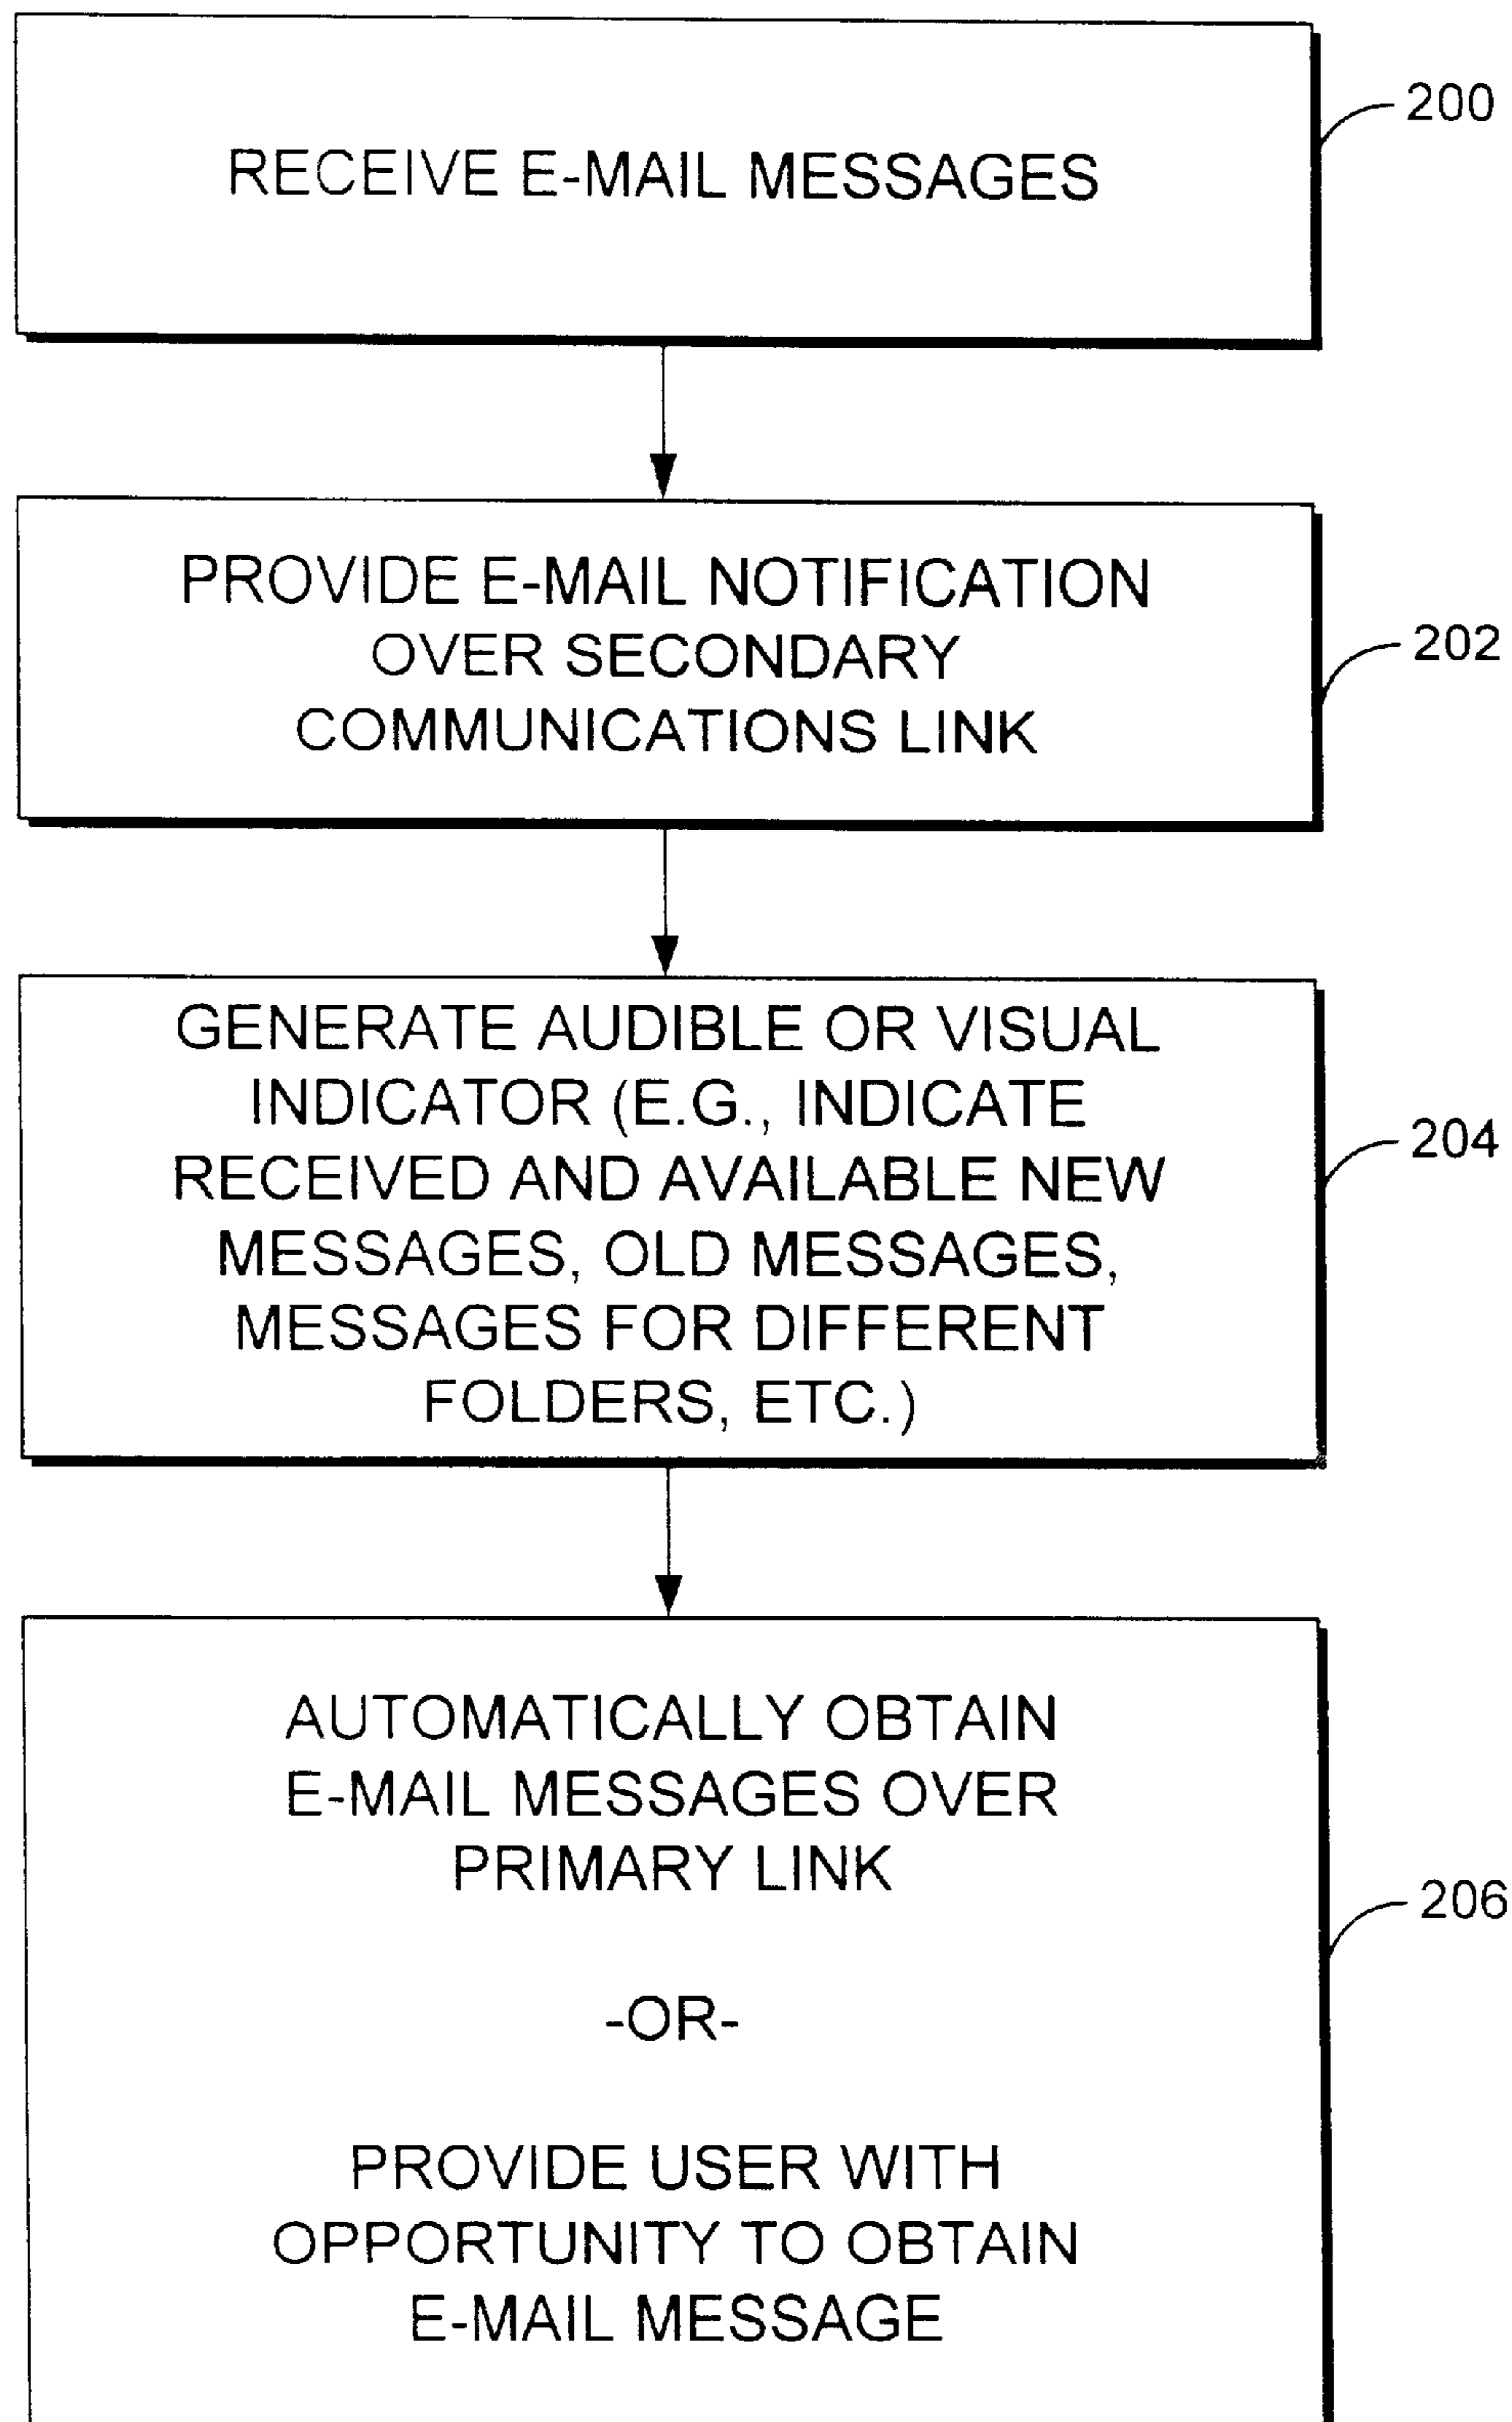 RECEIVE E-MAIL MESSAGES
200
PROVIDE E-MAIL NOTIFICATION
OVER SECONDARY
COMMUNICATIONS LINK
202
GENERATE AUDIBLE OR VISUAL
INDICATOR (E.G., INDICATE
RECEIVED AND AVAILABLE NEW
MESSAGES, OLD MESSAGES,
MESSAGES FOR DIFFERENT
FOLDERS, ETC.)
204
AUTOMATICALLY OBTAIN
E-MAIL MESSAGES OVER
PRIMARY LINK
-OR-
PROVIDE USER WITH
OPPORTUNITY TO OBTAIN
E-MAIL MESSAGE
206